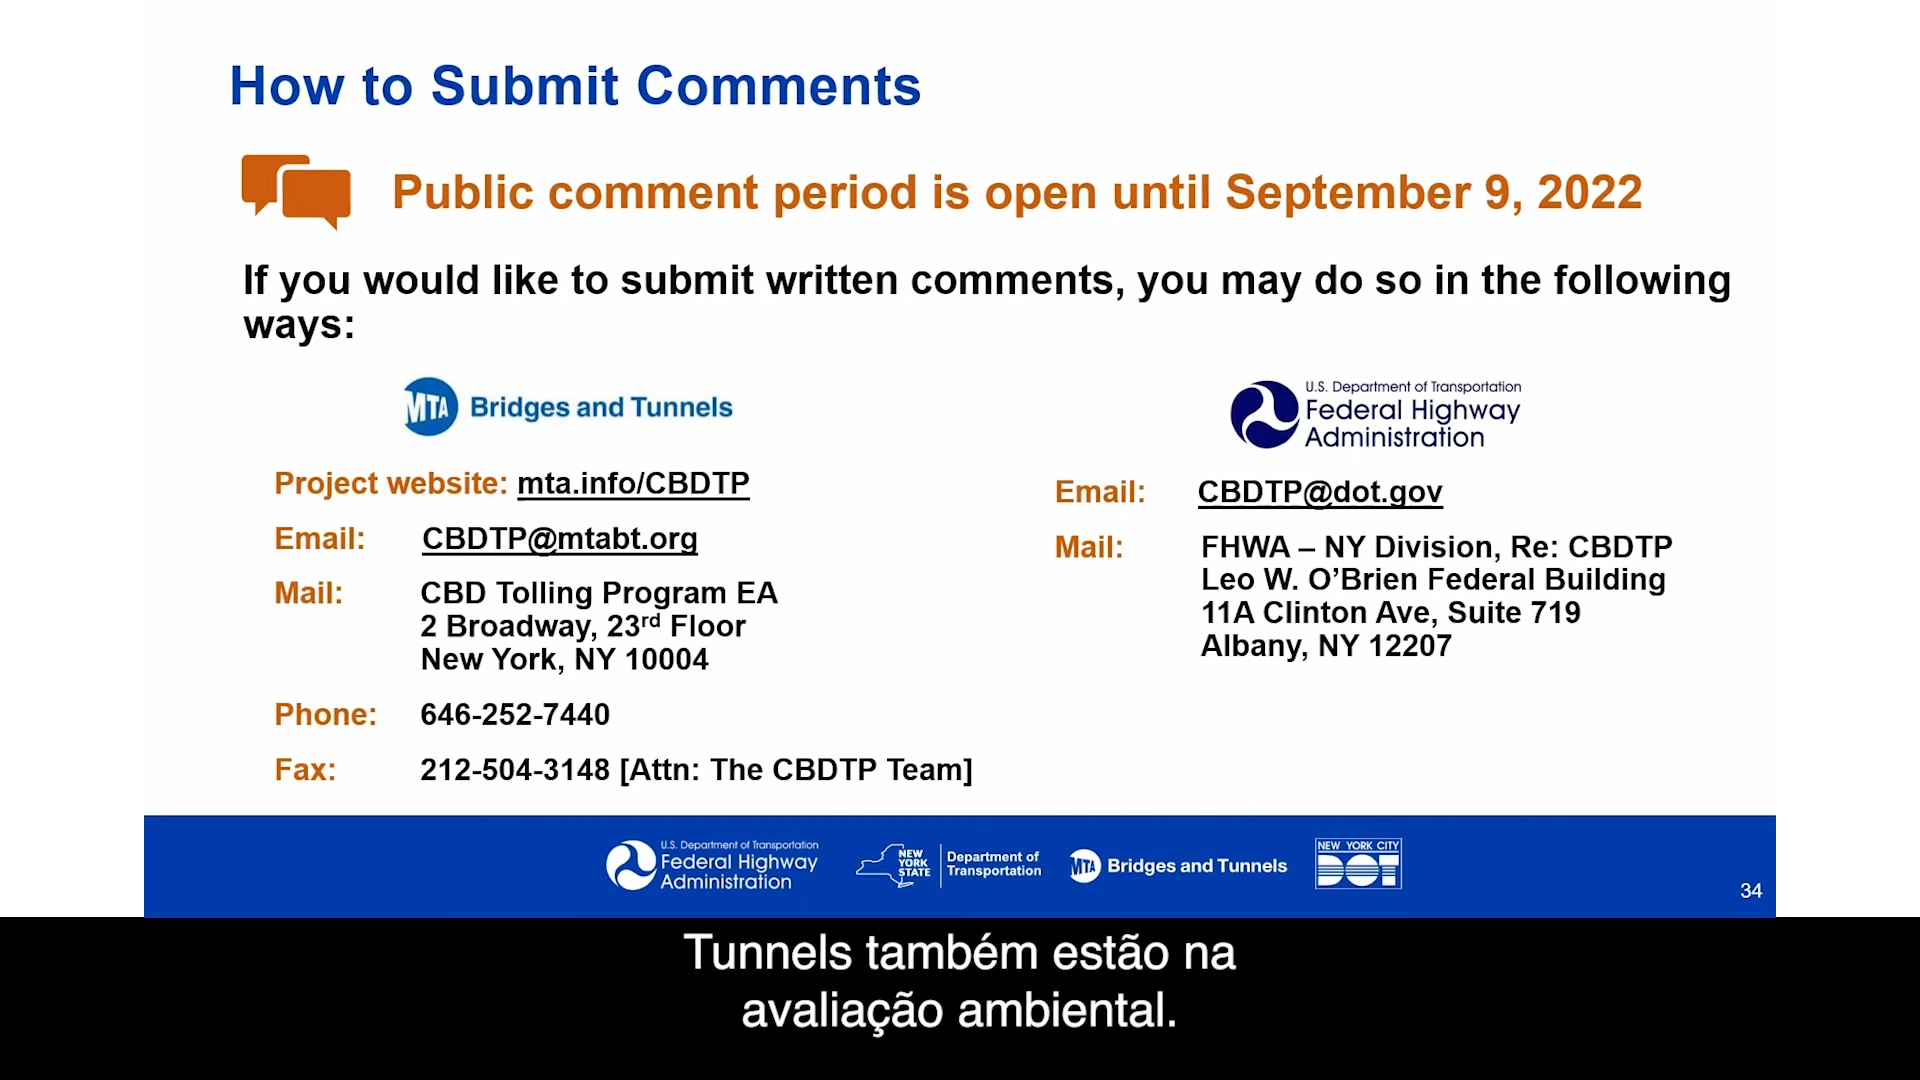 How to Submit Comments
Public comment period is open until September 9, 2022
If you would like to submit written comments, you may do so in the following
ways:
MTA Bridges and Tunnels
Project website: mta.info/CBDTP
Email: CBDTP@mtabt.org
Mail: CBD Tolling Program EA
2 Broadway, 23rd Floor
New York, NY 10004
Phone: 646-252-7440
Fax: 212-504-3148 [Attn: The CBDTP Team]
U.S. Department of Transportation
Federal Highway
Administration
Email: CBDTP@dot.gov
Mail: FHWA – NY Division, Re: CBDTP
Leo W. O’Brien Federal Building
11A Clinton Ave, Suite 719
Albany, NY 12207
U.S. Department of Transportation
Federal Highway
Administration
NEW
YORK
STATE
Department of
Transportation
MTA Bridges and Tunnels
NEW YORK CITY
DOT
34
Tunnels também estão na
avaliação ambiental.